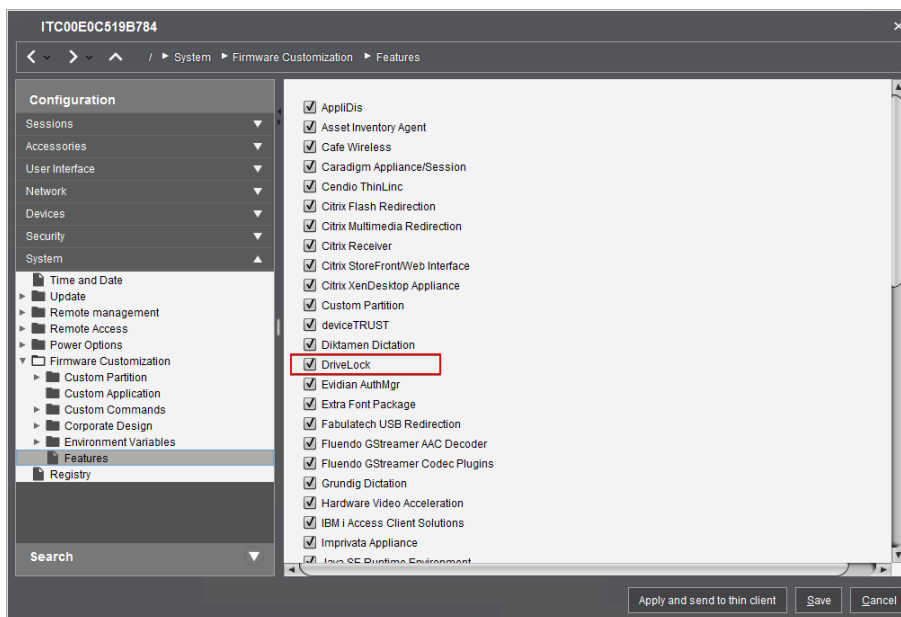 ITC00E0C519B784
/ System Firmware Customization Features
Configuration
Sessions
Accessories
User Interface
Network
Devices
Security
System
Time and Date
Update
Remote management
Remote Access
Power Options
Firmware Customization
Custom Partition
Custom Application
Custom Commands
Corporate Design
Environment Variables
Features
Registry
Search
AppliDis
Asset Inventory Agent
Cafe Wireless
Caradigm Appliance/Session
Cendio ThinLinc
Citrix Flash Redirection
Citrix Multimedia Redirection
Citrix Receiver
Citrix StoreFront/Web Interface
Citrix XenDesktop Appliance
Custom Partition
deviceTRUST
Diktamen Dictation
DriveLock
Evidian AuthMgr
Extra Font Package
Fabulatech USB Redirection
Fluendo GStreamer AAC Decoder
Fluendo GStreamer Codec Plugins
Grundig Dictation
Hardware Video Acceleration
IBM i Access Client Solutions
Imprivata Appliance
Java SE Runtime Environment
Apply and send to thin client
Save
Cancel